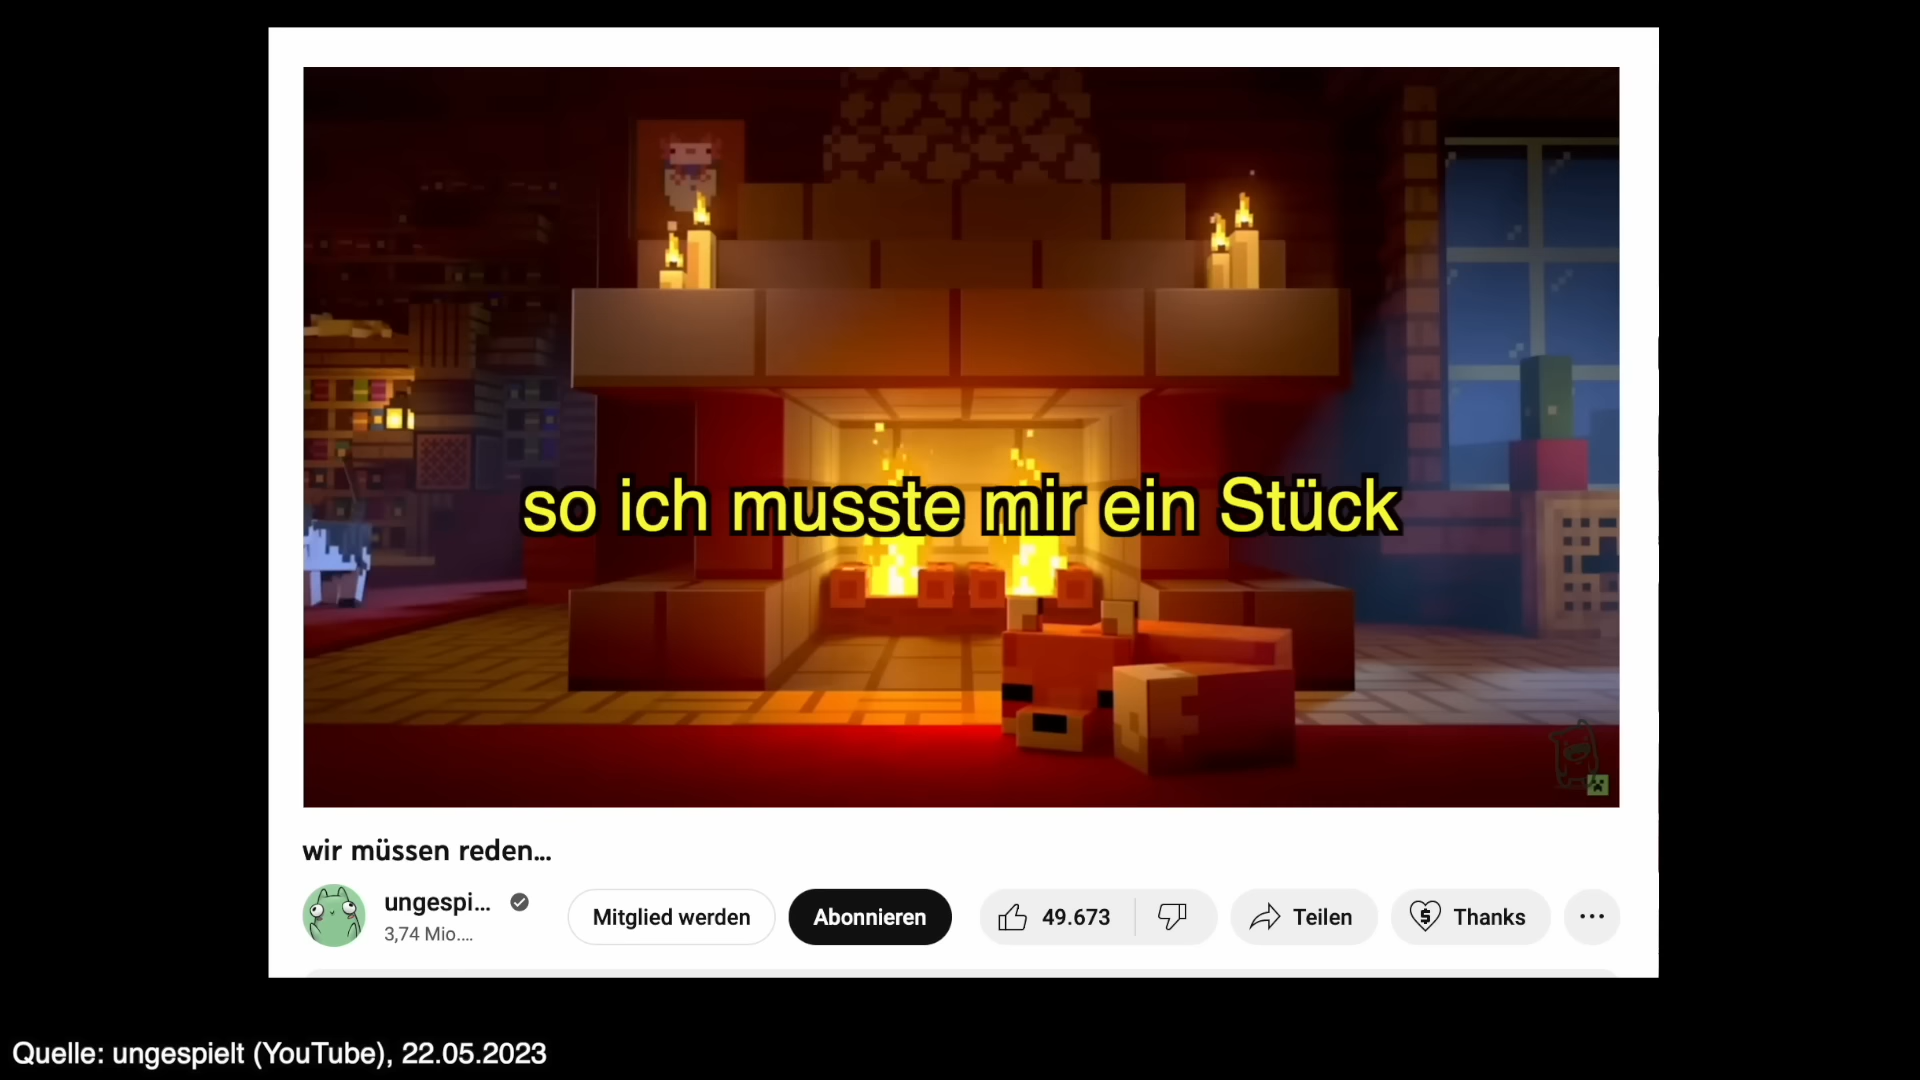 so ich musste mir ein Stück
wir müssen reden...
ungespi...
3,74 Mio....
Mitglied werden
Abonnieren
49.673
Teilen
Thanks
Quelle: ungespielt (YouTube), 22.05.2023